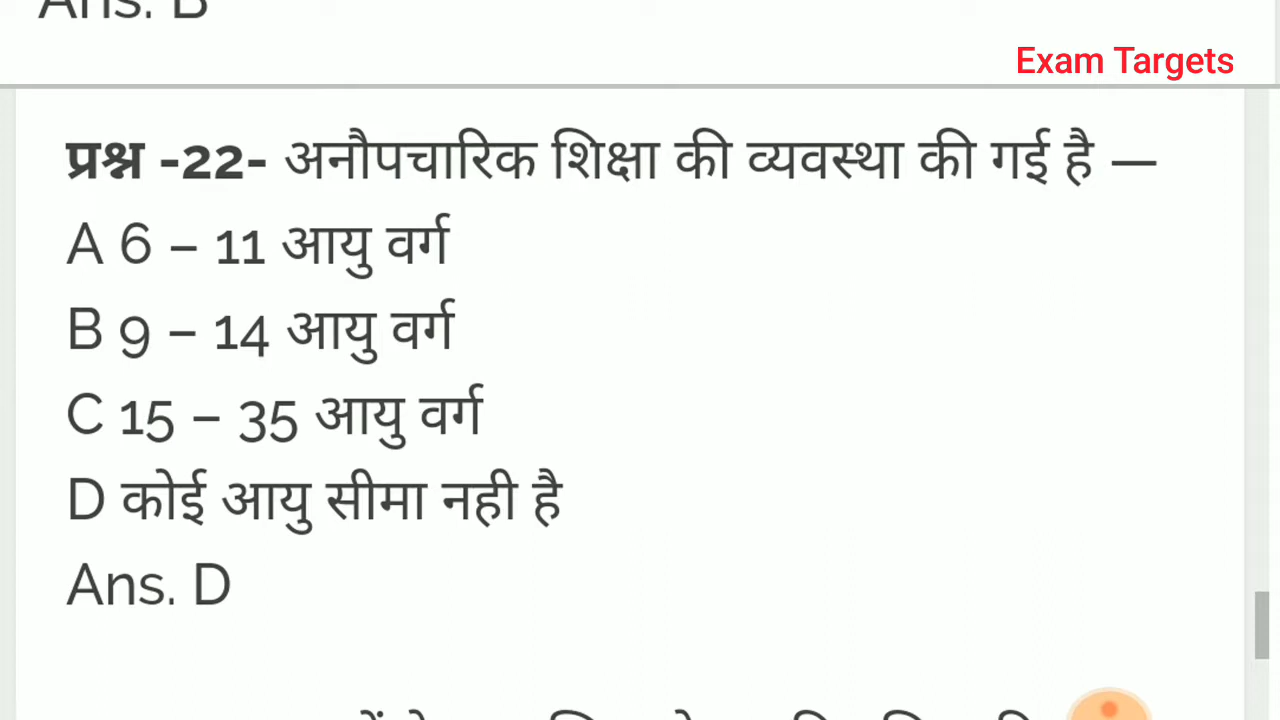 Ans. B
Exam Targets
प्रश्न -22- अनौपचारिक शिक्षा की व्यवस्था की गई है —
A 6 – 11 आयु वर्ग
B 9 – 14 आयु वर्ग
C 15 – 35 आयु वर्ग
D कोई आयु सीमा नही है
Ans. D